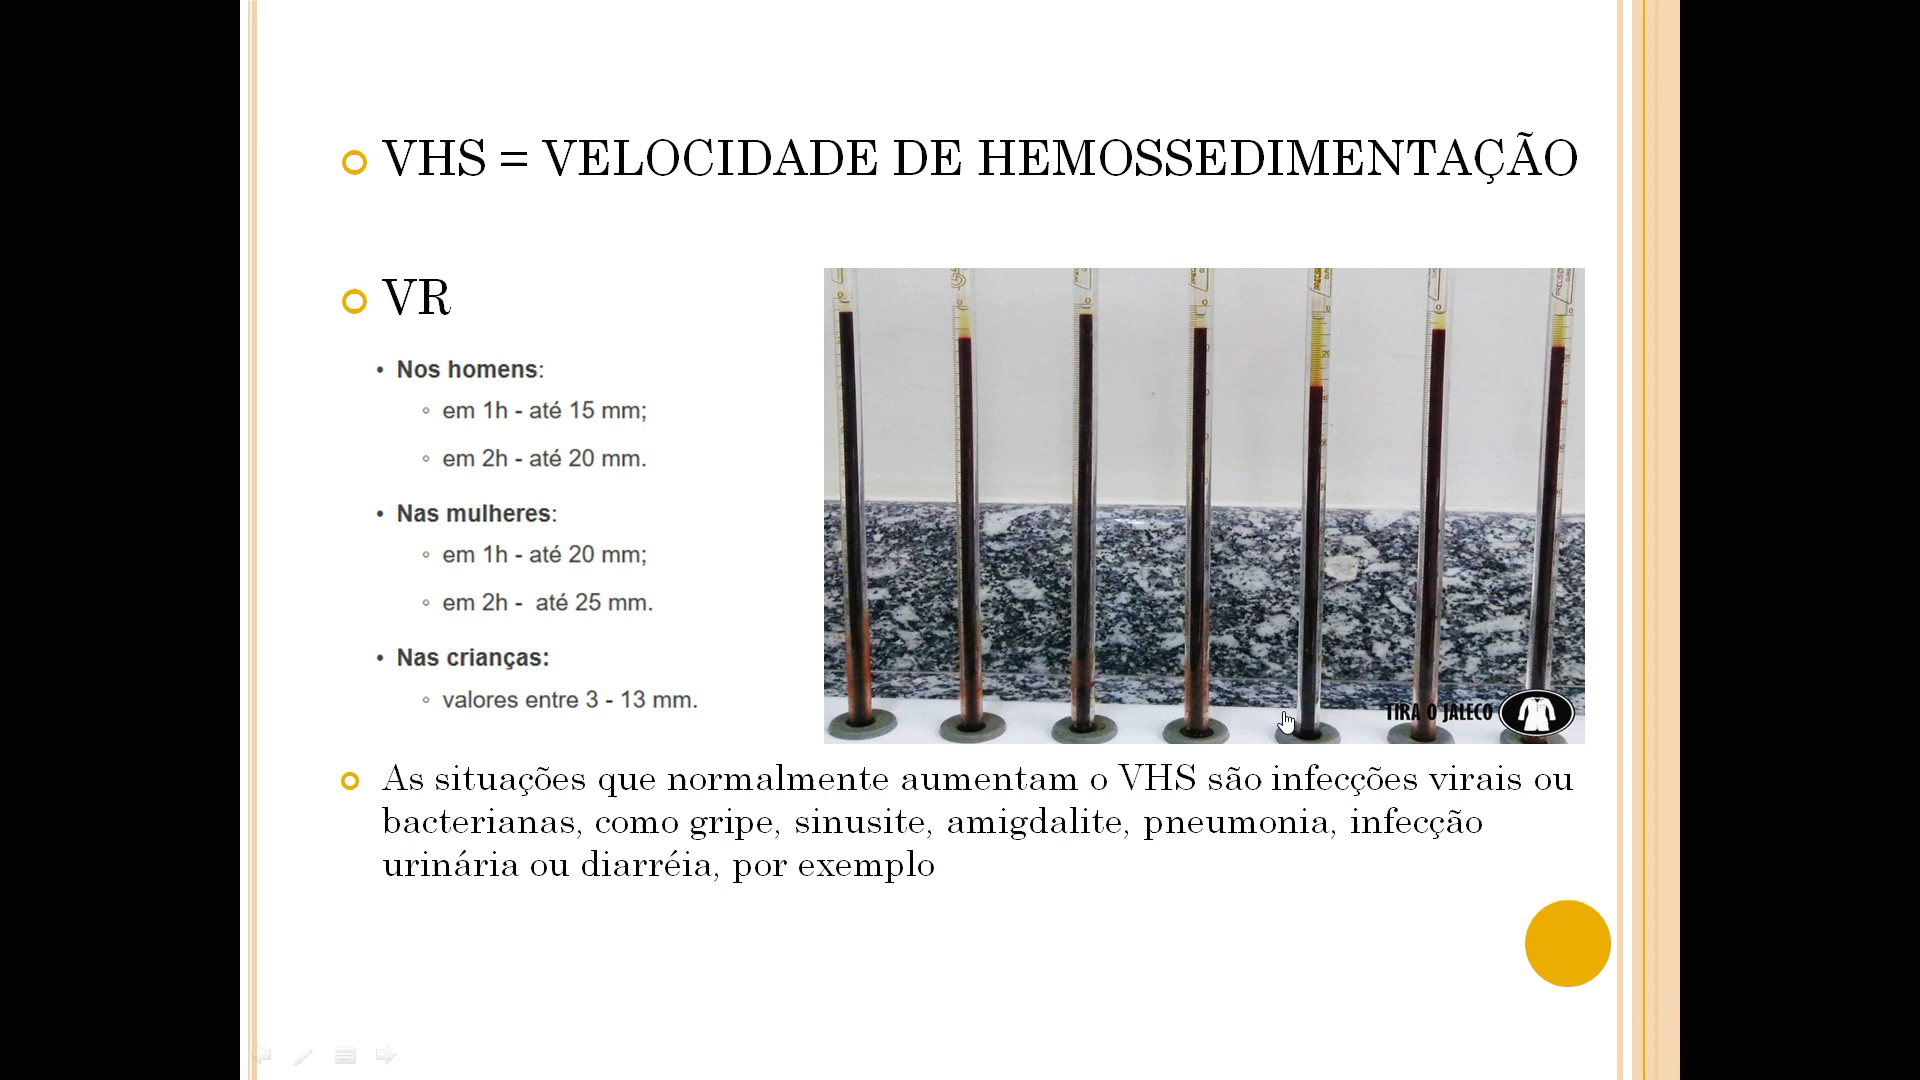 VHS = VELOCIDADE DE HEMOSSEDIMENTAÇÃO
VR
• Nos homens:
◦ em 1h - até 15 mm;
◦ em 2h - até 20 mm.
• Nas mulheres:
◦ em 1h - até 20 mm;
◦ em 2h - até 25 mm.
• Nas crianças:
◦ valores entre 3 - 13 mm.
TIRA O JALECO
As situações que normalmente aumentam o VHS são infecções virais ou
bacterianas, como gripe, sinusite, amigdalite, pneumonia, infecção
urinária ou diarréia, por exemplo